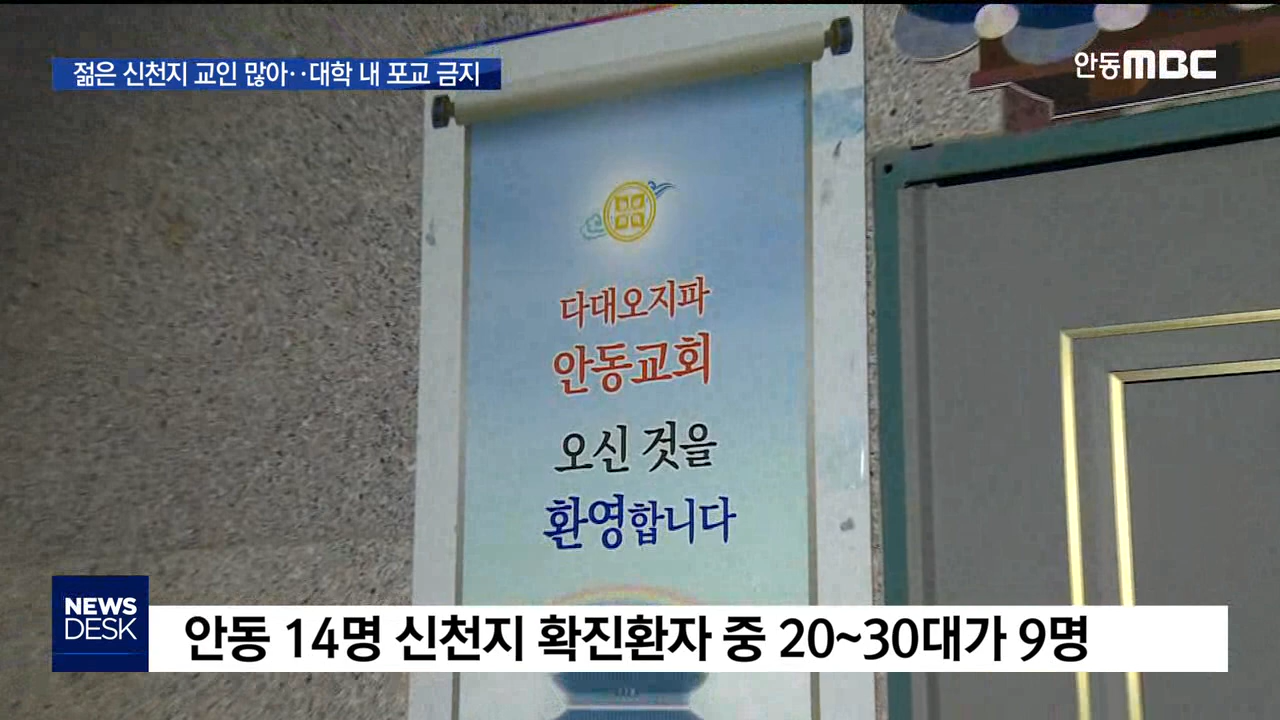 젊은 신천지 교인 많아··대학 내 포교 금지
안동MBC
다대오지파
안동교회
오신 것을
환영합니다
NEWS
DESK
안동 14명 신천지 확진환자 중 20~30대가 9명